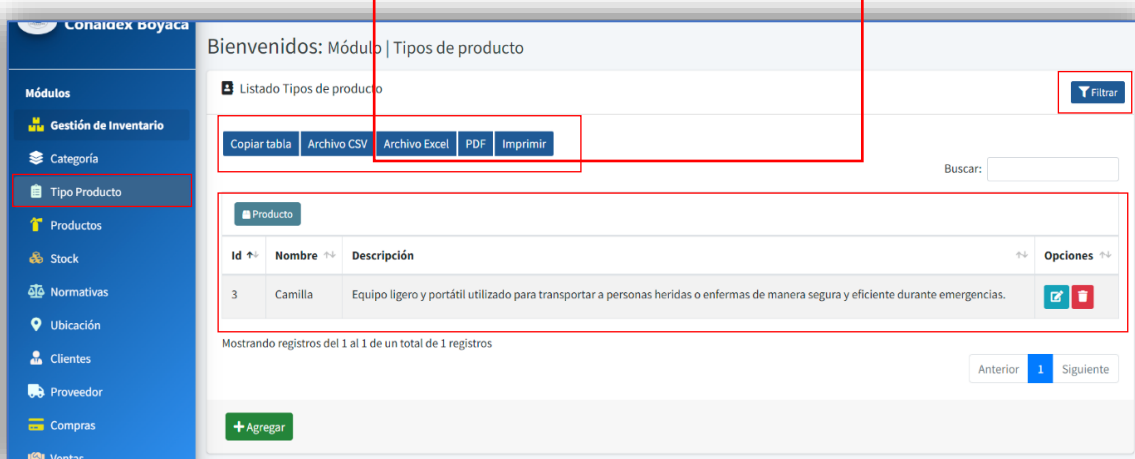 Conaldex Boyacá
Módulos
Gestión de Inventario
Categoría
Tipo Producto
Productos
Stock
Normativas
Ubicación
Clientes
Proveedor
Compras
Ventas
Bienvenidos: Módulo | Tipos de producto
Listado Tipos de producto
Filtrar
Copiar tabla Archivo CSV Archivo Excel PDF Imprimir
Buscar:
Producto
Id Nombre Descripción Opciones
3 Camilla Equipo ligero y portátil utilizado para transportar a personas heridas o enfermas de manera segura y eficiente durante emergencias.
Mostrando registros del 1 al 1 de un total de 1 registros
Anterior 1 Siguiente
Agregar